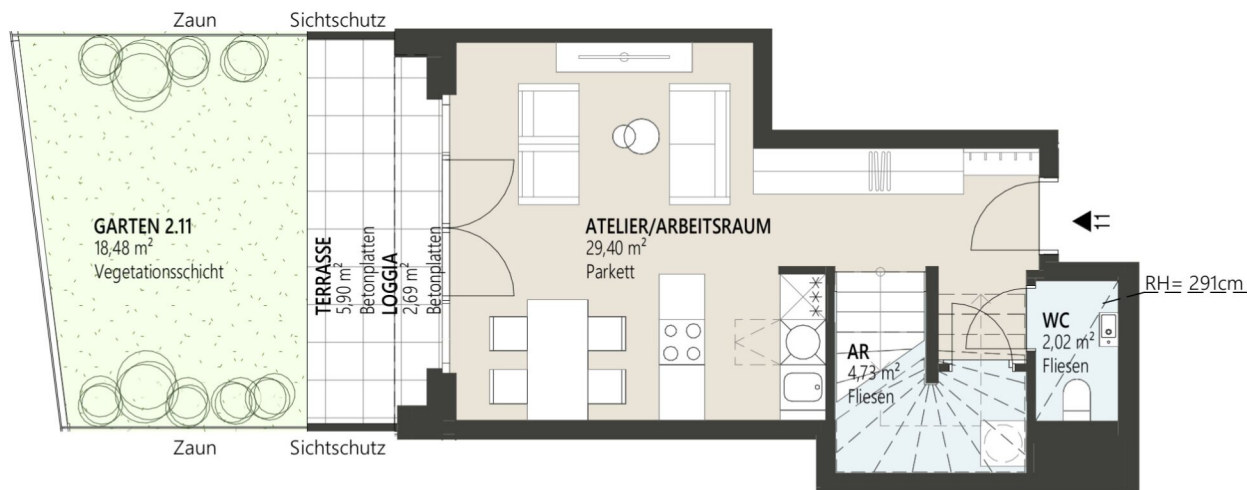 Zaun
Sichtschutz
GARTEN 2.11
18,48 m²
Vegetationsschicht
TERRASSE
5,90 m²
Betonplatten
LOGGIA
2,69 m²
Betonplatten
ATELIER/ARBEITSRAUM
29,40 m²
Parkett
11
RH= 291cm
WC
2,02 m²
Fliesen
AR
4,73 m²
Fliesen
Zaun
Sichtschutz